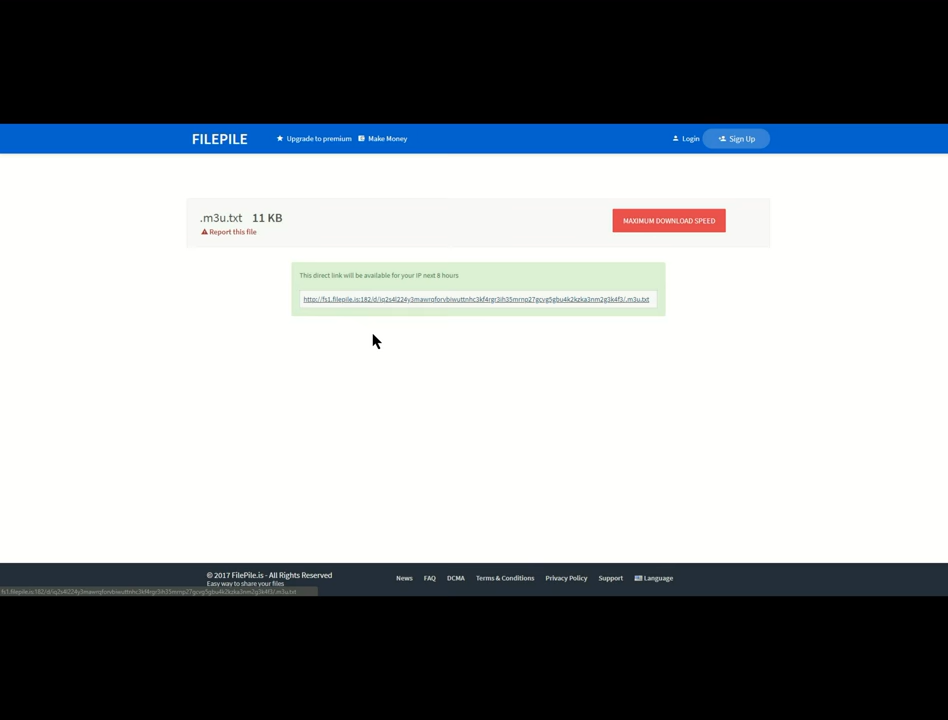 FILEPILE Upgrade to premium Make Money Login Sign Up
.m3u.txt 11 KB
MAXIMUM DOWNLOAD SPEED
Report this file
This direct link will be available for your IP next 8 hours
© 2017 FilePile.is - All Rights Reserved
Easy way to share your files
News FAQ DCMA Terms & Conditions Privacy Policy Support Language